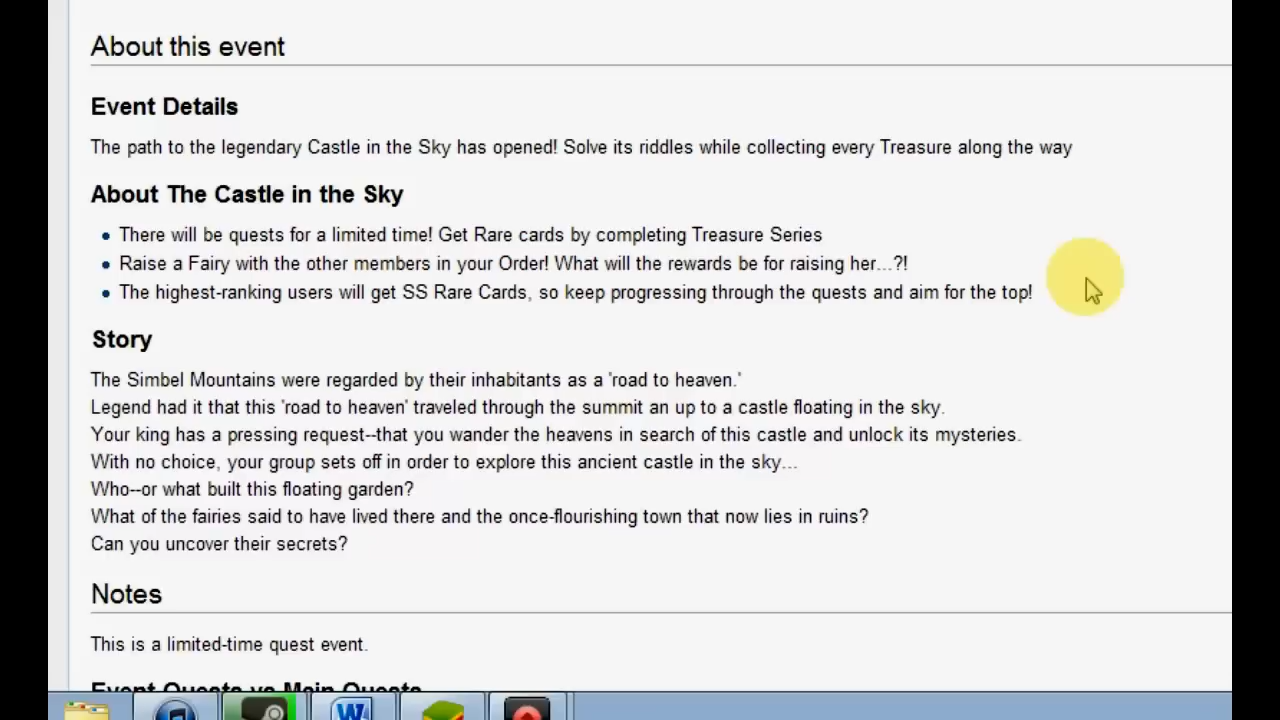 About this event
Event Details
The path to the legendary Castle in the Sky has opened! Solve its riddles while collecting every Treasure along the way
About The Castle in the Sky
There will be quests for a limited time! Get Rare cards by completing Treasure Series
Raise a Fairy with the other members in your Order! What will the rewards be for raising her...?!
The highest-ranking users will get SS Rare Cards, so keep progressing through the quests and aim for the top!
Story
The Simbel Mountains were regarded by their inhabitants as a 'road to heaven.'
Legend had it that this 'road to heaven' traveled through the summit an up to a castle floating in the sky.
Your king has a pressing request--that you wander the heavens in search of this castle and unlock its mysteries.
With no choice, your group sets off in order to explore this ancient castle in the sky...
Who--or what built this floating garden?
What of the fairies said to have lived there and the once-flourishing town that now lies in ruins?
Can you uncover their secrets?
Notes
This is a limited-time quest event.
Event Quests vs Main Quests